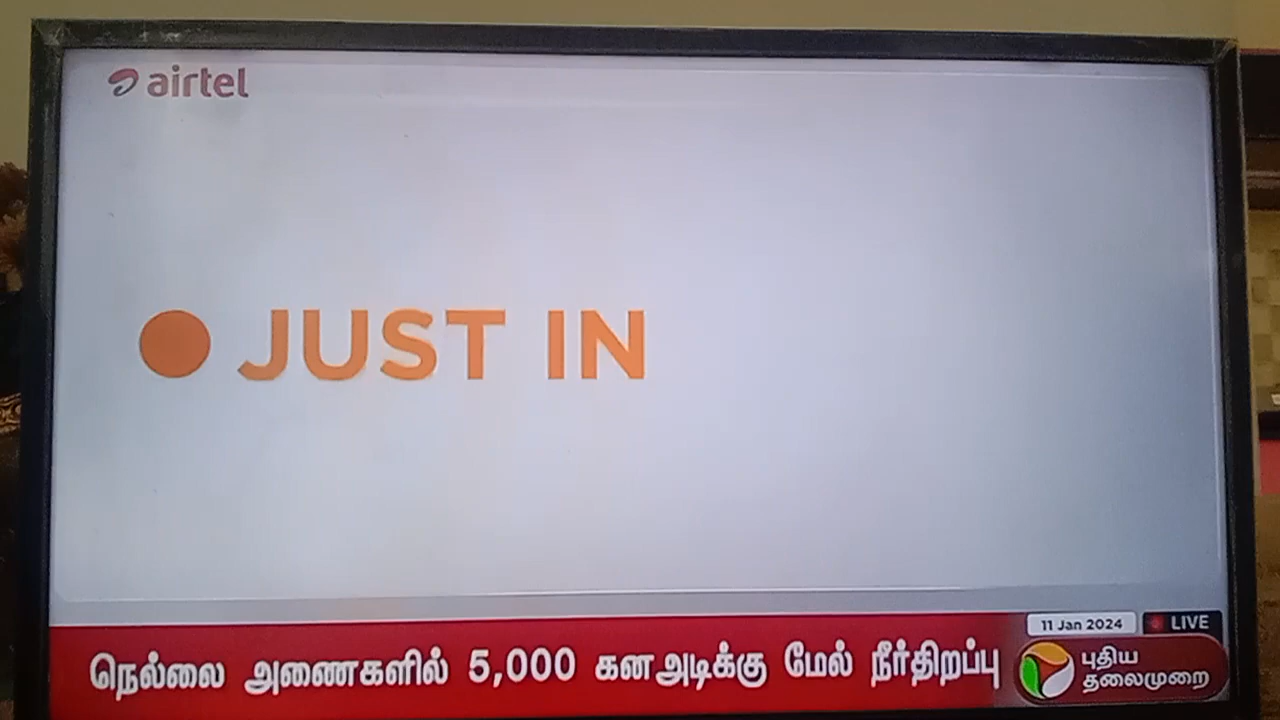 airtel
JUST IN
11 Jan 2024
LIVE
நெல்லை அணைகளில் 5,000 கனஅடிக்கு மேல் நீர்திறப்பு
புதிய
தலைமுறை